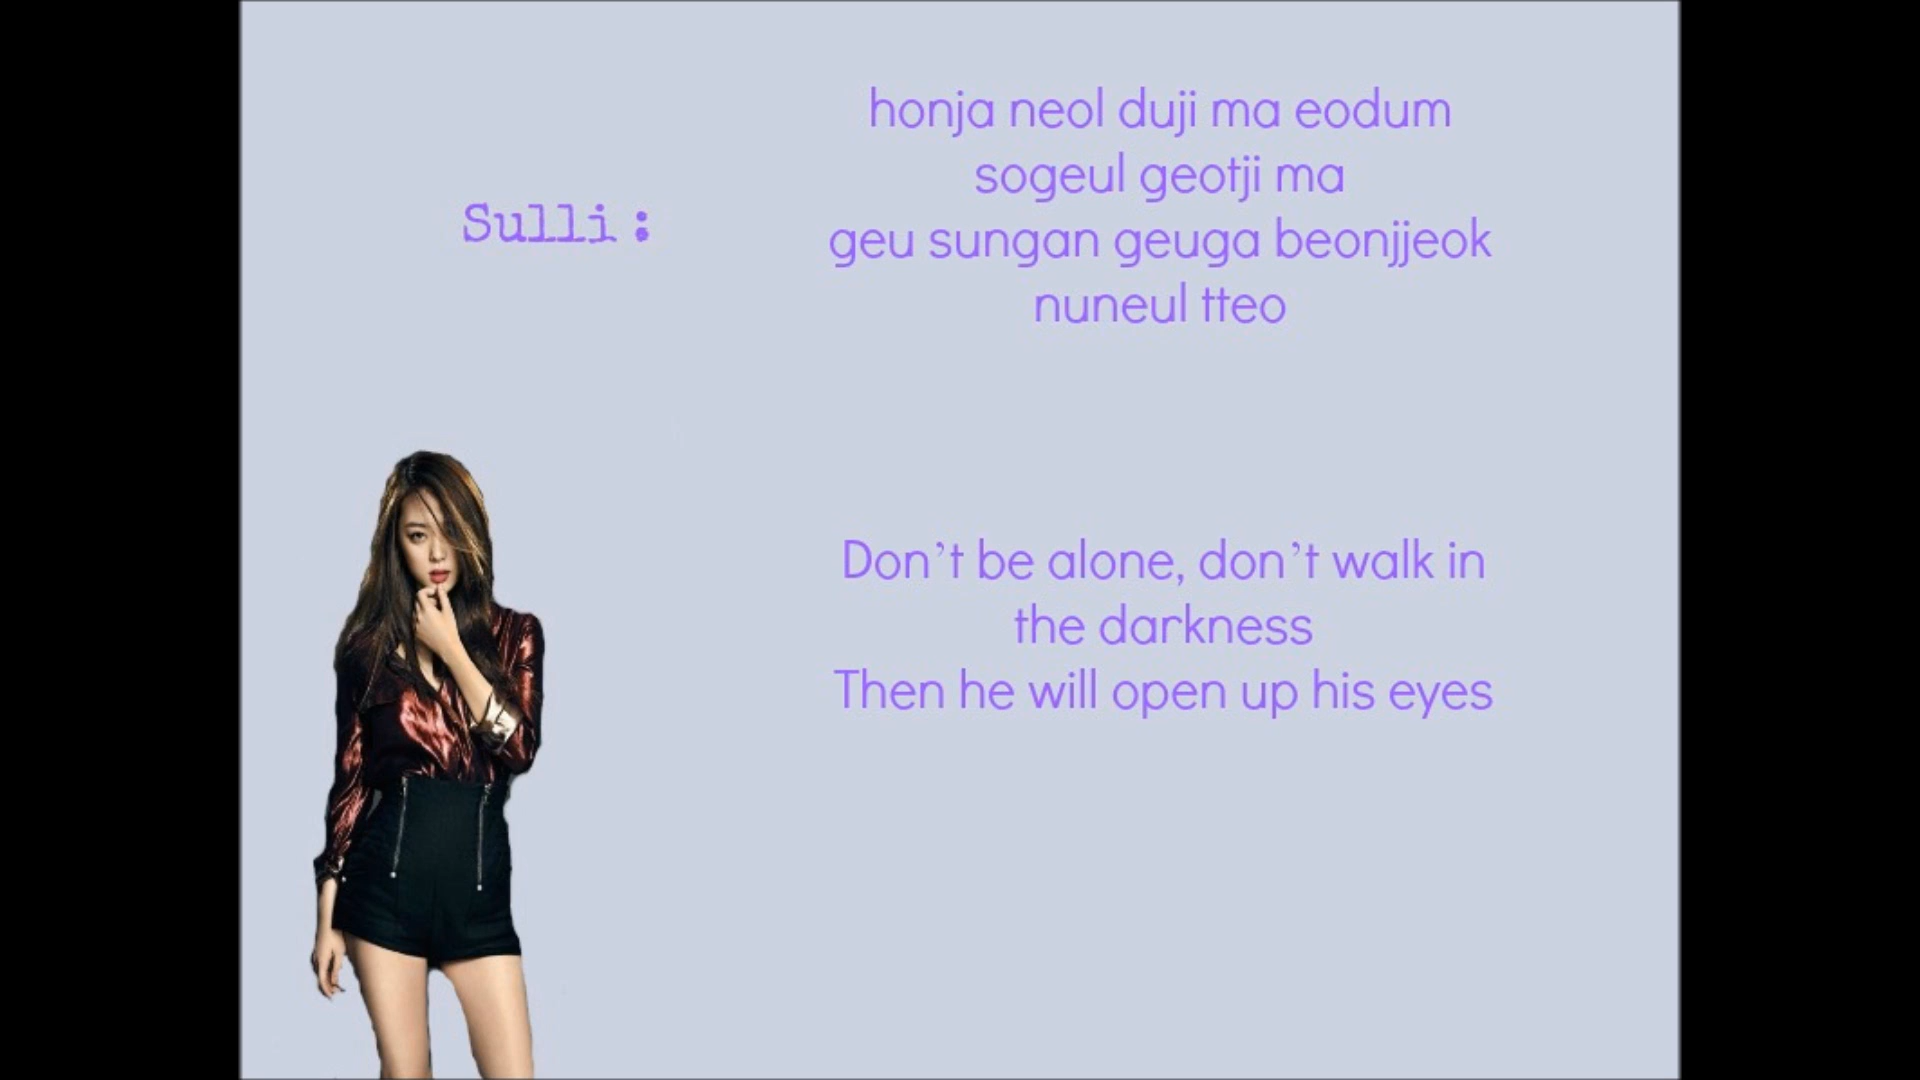 Sulli :
honja neol duji ma eodum
sogeul geotji ma
geu sungan geuga beonjjeok
nuneul tteo
Don't be alone, don't walk in
the darkness
Then he will open up his eyes